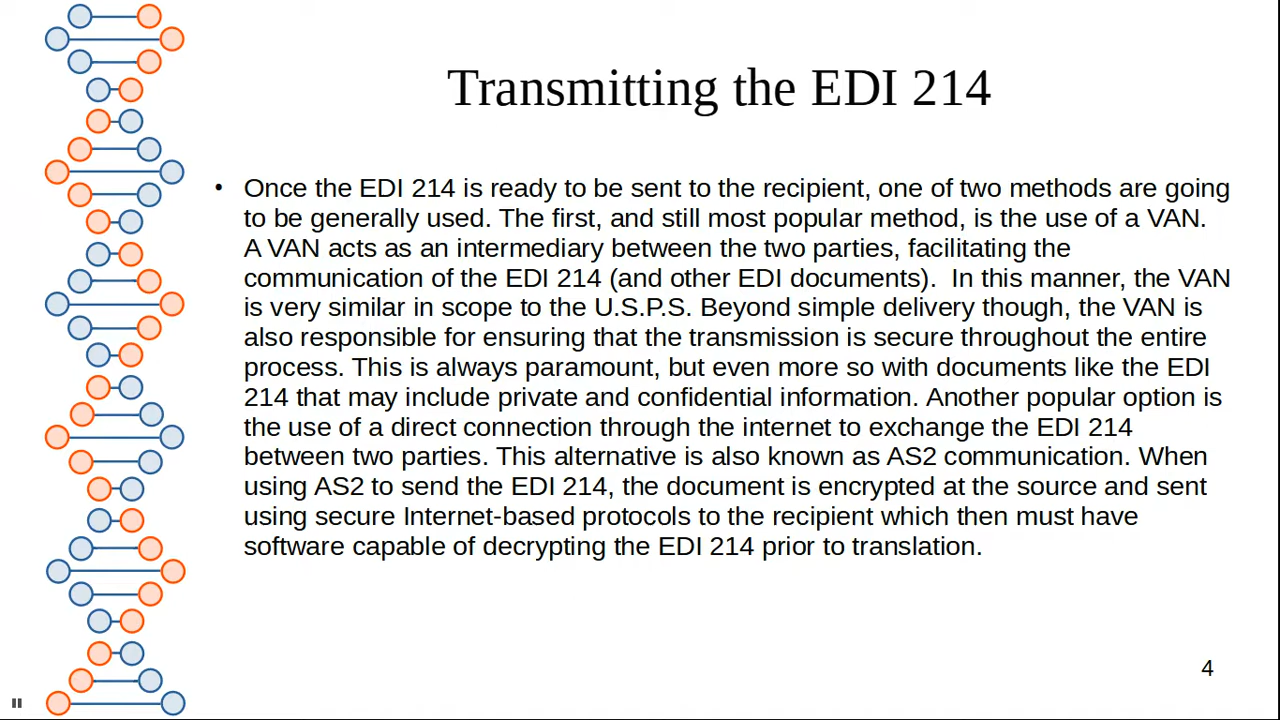 Transmitting the EDI 214
• Once the EDI 214 is ready to be sent to the recipient, one of two methods are going
to be generally used. The first, and still most popular method, is the use of a VAN.
A VAN acts as an intermediary between the two parties, facilitating the
communication of the EDI 214 (and other EDI documents).  In this manner, the VAN
is very similar in scope to the U.S.P.S. Beyond simple delivery though, the VAN is
also responsible for ensuring that the transmission is secure throughout the entire
process. This is always paramount, but even more so with documents like the EDI
214 that may include private and confidential information. Another popular option is
the use of a direct connection through the internet to exchange the EDI 214
between two parties. This alternative is also known as AS2 communication. When
using AS2 to send the EDI 214, the document is encrypted at the source and sent
using secure Internet-based protocols to the recipient which then must have
software capable of decrypting the EDI 214 prior to translation.
4